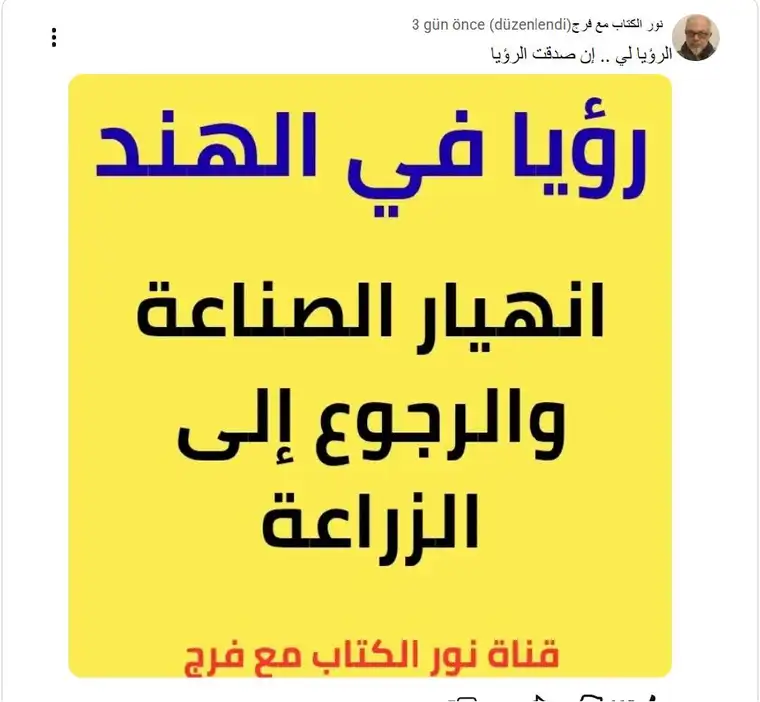 نور الكتاب مع فرج 3 gün önce (düzenlendi)
الرؤيا لي .. إن صدقت الرؤيا
رؤيا في الهند
انهيار الصناعة
والرجوع إلى
الزراعة
قناة نور الكتاب مع فرج